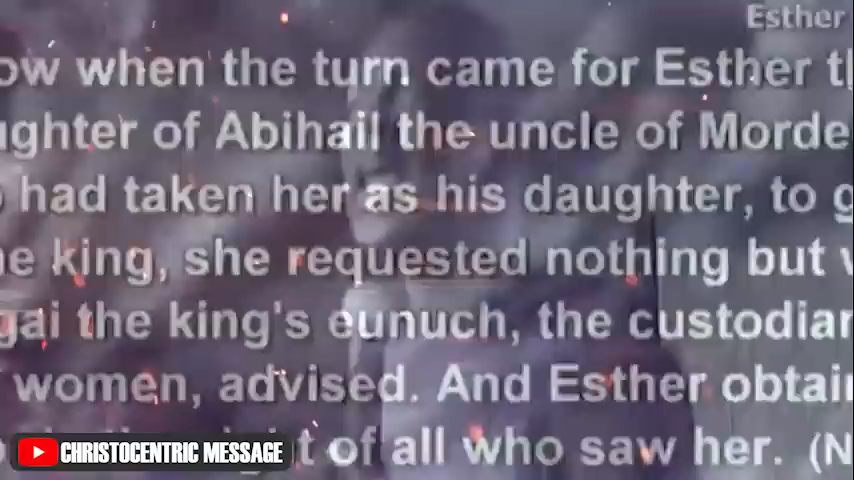 Esther
ow when the turn came for Esther th
ughter of Abihail the uncle of Morde
had taken her as his daughter, to g
e king, she requested nothing but w
gai the king's eunuch, the custodian
women, advised. And Esther obtain
t of all who saw her. (N
CHRISTOCENTRIC MESSAGE